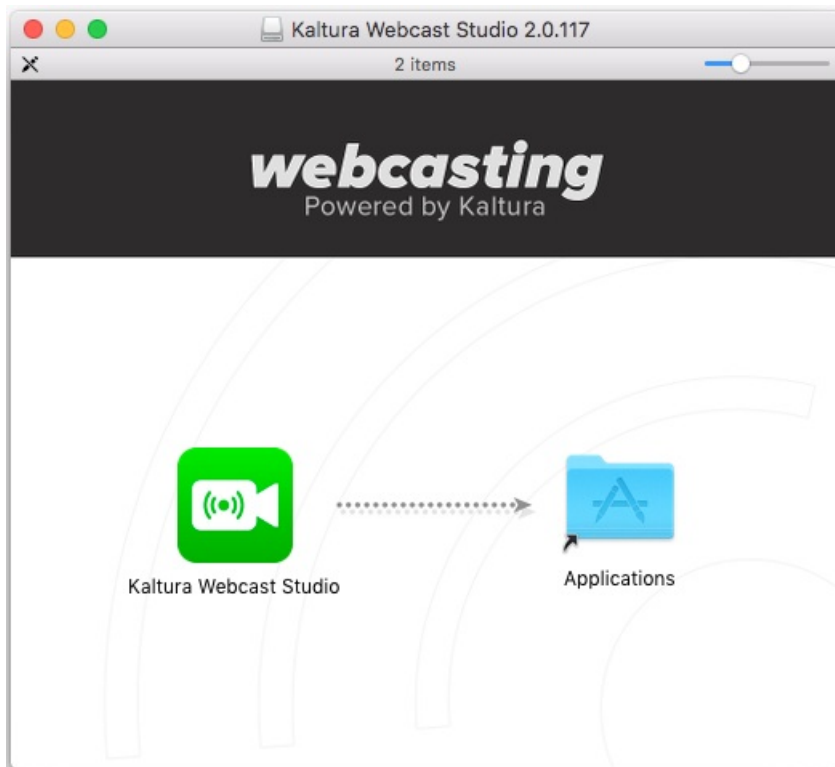 Kaltura Webcast Studio 2.0.117
2 items
webcasting
Powered by Kaltura
Kaltura Webcast Studio
Applications